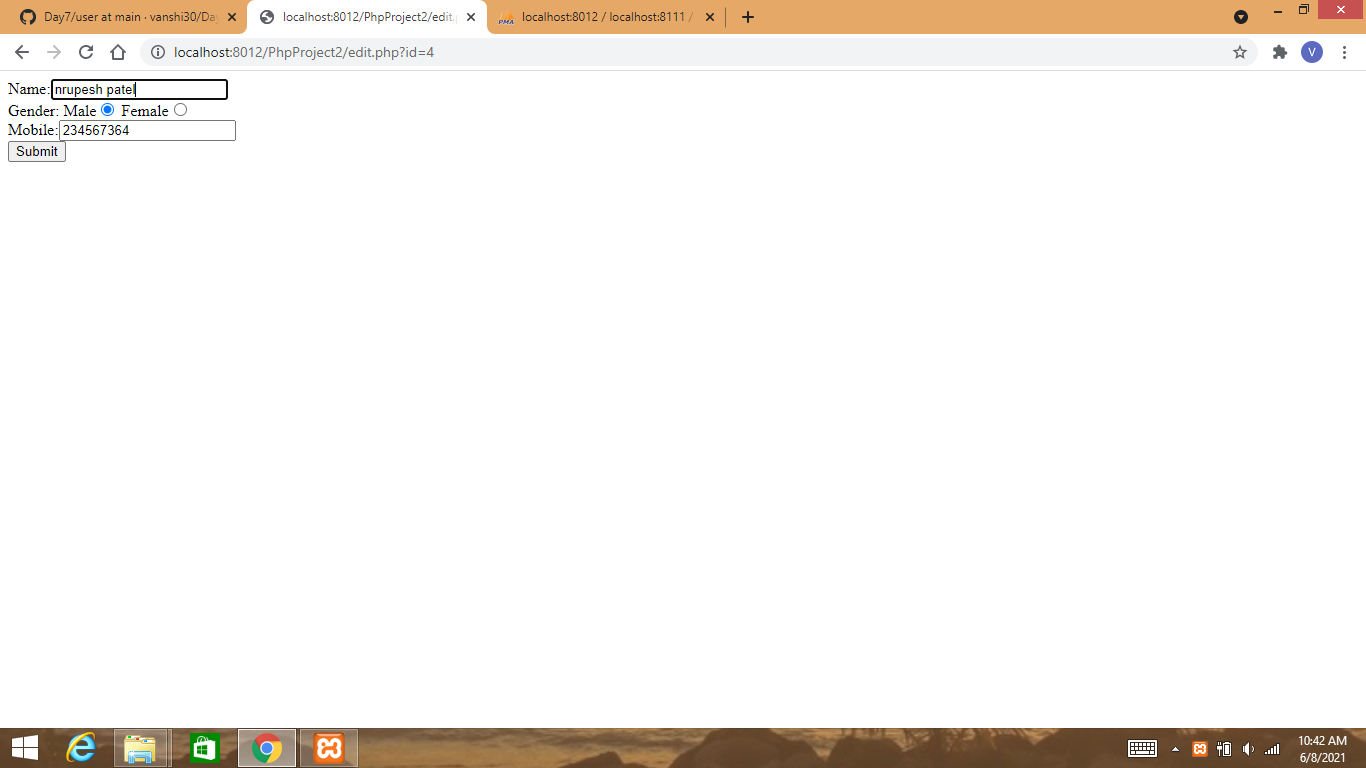 Day7/user at main · vanshi30/Day
localhost:8012/PhpProject2/edit.p
localhost:8012 / localhost:8111 /
localhost:8012/PhpProject2/edit.php?id=4
V
Name: nrupesh patel
Gender: Male Female
Mobile: 234567364
Submit
10:42 AM
6/8/2021